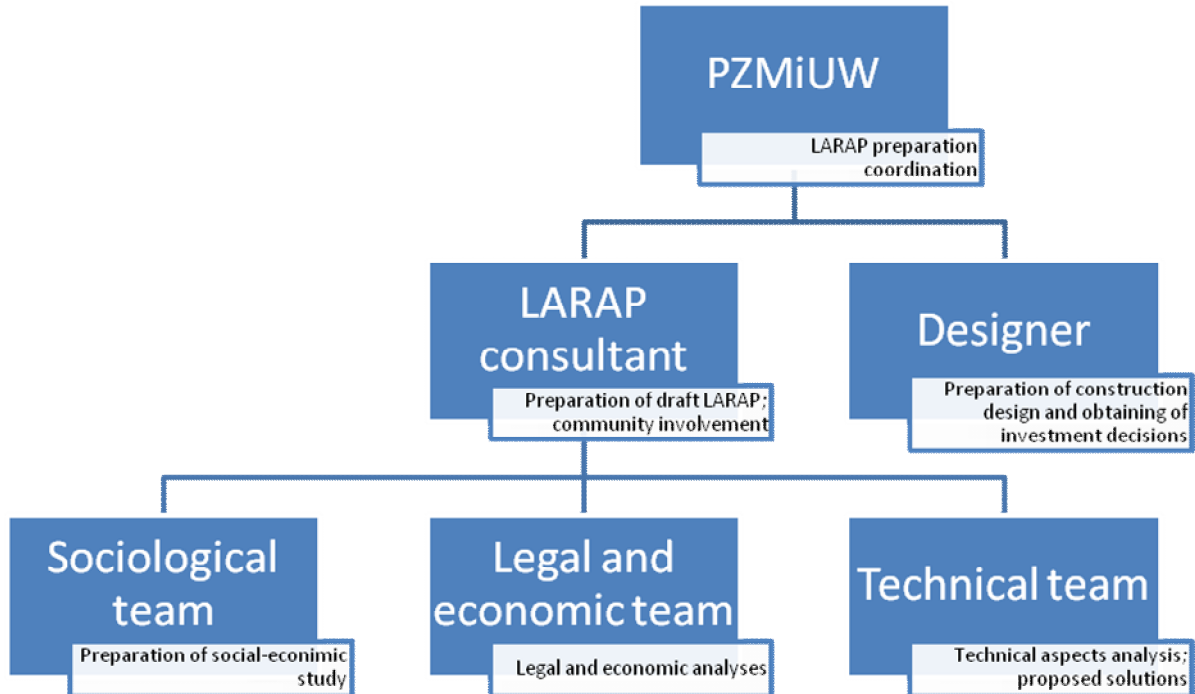 PZMiUW
LARAP preparation
coordination
LARAP
consultant
Preparation of draft LARAP;
community involvement
Designer
Preparation of construction
design and obtaining of
investment decisions
Sociological
team
Preparation of social-econimic
study
Legal and
economic team
Legal and economic analyses
Technical team
Technical aspects analysis;
proposed solutions